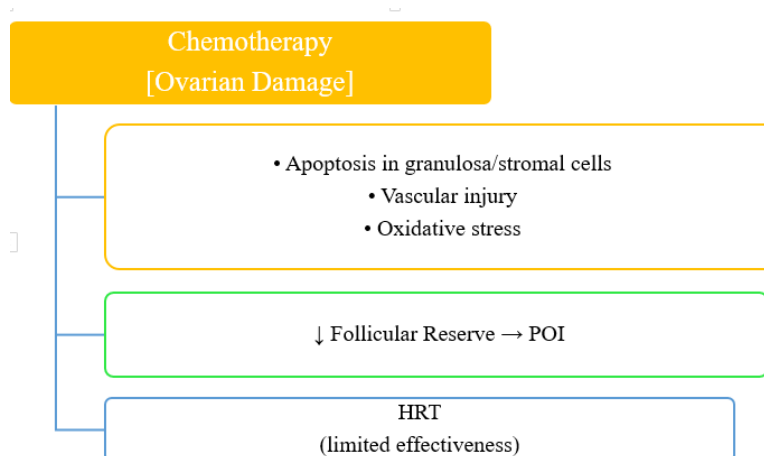 Chemotherapy
[Ovarian Damage]
• Apoptosis in granulosa/stromal cells
• Vascular injury
• Oxidative stress
↓ Follicular Reserve → POI
HRT
(limited effectiveness)